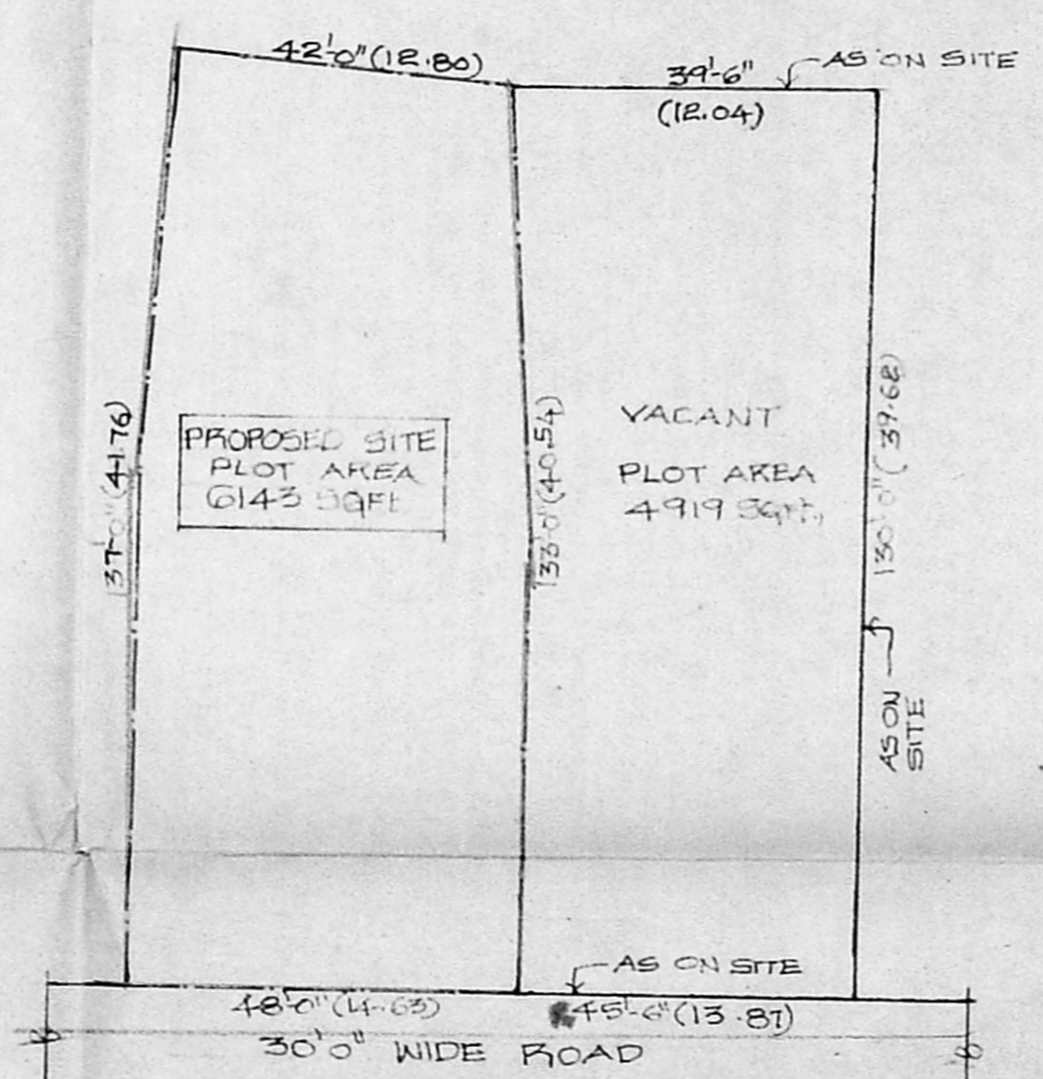 42'-0"(12.80)
39'-6"
(12.04)
AS ON SITE
137'-0"(41.76)
PROPOSED SITE
PLOT AREA
6143 SQFt
133'-0"(40.54)
VACANT
PLOT AREA
4919 SQFt,
130'-0"(39.62)
AS ON
SITE
AS ON SITE
48'-0"(14.63)
45'-6"(13.87)
30'0" WIDE ROAD